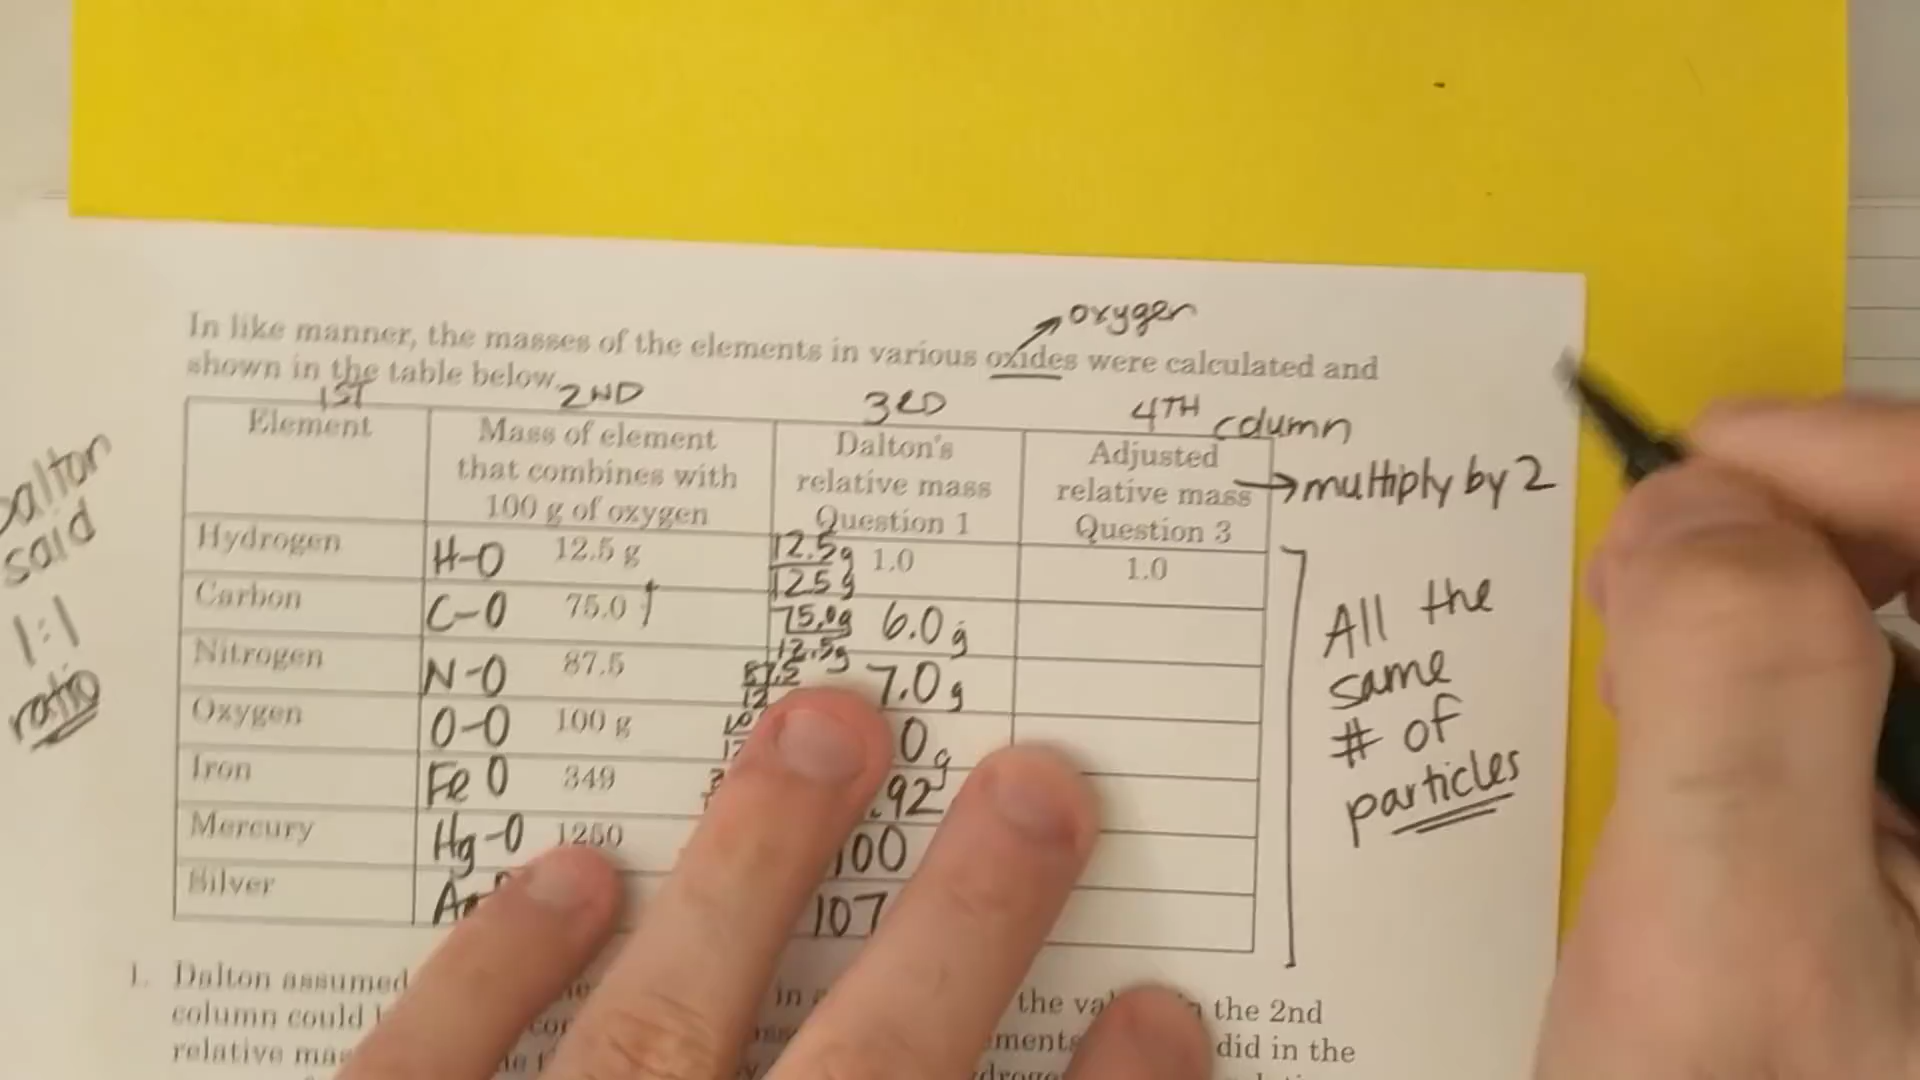 oxygen
In like manner, the masses of the elements in various oxides were calculated and
shown in the table below.
1ST 2ND 3RD 4TH column
Element
Mass of element
that combines with
100 g of oxygen
Dalton's
relative mass
Question 1
Adjusted
relative mass
Question 3
→ multiply by 2
Hydrogen H-O 12.5 g 12.5g 12.5g 1.0 1.0
Carbon C-O 75.0 75.0g 12.5g 6.0g
Nitrogen N-O 87.5 7.0g
Oxygen O-O 100 g 0g
Iron Fe O 349 .92
Mercury Hg-O 1250 100
Silver 107
Dalton
said
1:1
ratio
All the
same
# of
particles
1. Dalton assumed in the 2nd
column could the
did in the
relative